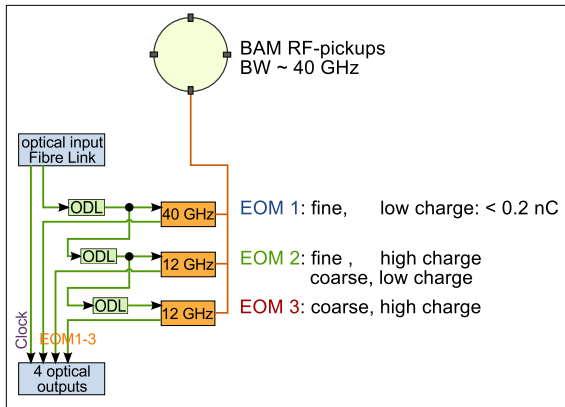 BAM RF-pickups
BW ~ 40 GHz
optical input
Fibre Link
ODL
40 GHz
EOM 1: fine, low charge: < 0.2 nC
ODL
12 GHz
EOM 2: fine , high charge
coarse, low charge
ODL
12 GHz
EOM 3: coarse, high charge
Clock
EOM1-3
4 optical
outputs